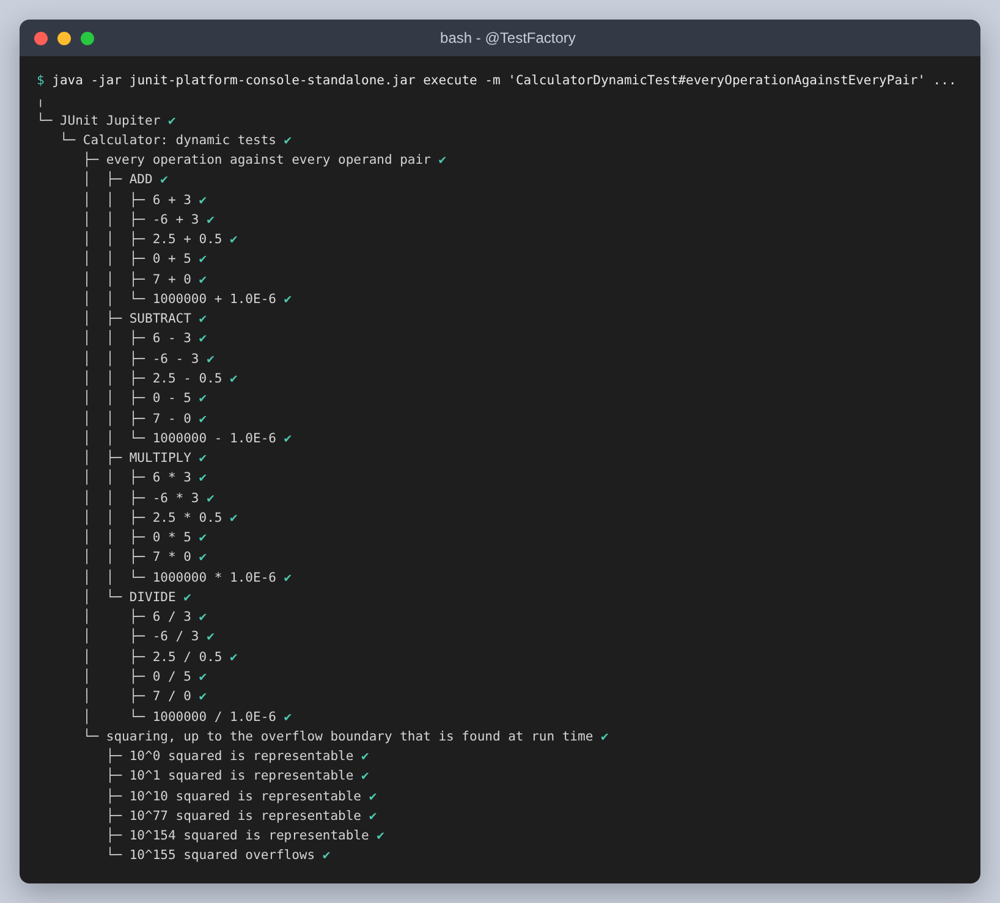 bash - @TestFactory
$ java -jar junit-platform-console-standalone.jar execute -m 'CalculatorDynamicTest#everyOperationAgainstEveryPair' ...
╷
└─ JUnit Jupiter ✔
   └─ Calculator: dynamic tests ✔
      ├─ every operation against every operand pair ✔
      │  ├─ ADD ✔
      │  │  ├─ 6 + 3 ✔
      │  │  ├─ -6 + 3 ✔
      │  │  ├─ 2.5 + 0.5 ✔
      │  │  ├─ 0 + 5 ✔
      │  │  ├─ 7 + 0 ✔
      │  │  └─ 1000000 + 1.0E-6 ✔
      │  ├─ SUBTRACT ✔
      │  │  ├─ 6 - 3 ✔
      │  │  ├─ -6 - 3 ✔
      │  │  ├─ 2.5 - 0.5 ✔
      │  │  ├─ 0 - 5 ✔
      │  │  ├─ 7 - 0 ✔
      │  │  └─ 1000000 - 1.0E-6 ✔
      │  ├─ MULTIPLY ✔
      │  │  ├─ 6 * 3 ✔
      │  │  ├─ -6 * 3 ✔
      │  │  ├─ 2.5 * 0.5 ✔
      │  │  ├─ 0 * 5 ✔
      │  │  ├─ 7 * 0 ✔
      │  │  └─ 1000000 * 1.0E-6 ✔
      │  └─ DIVIDE ✔
      │     ├─ 6 / 3 ✔
      │     ├─ -6 / 3 ✔
      │     ├─ 2.5 / 0.5 ✔
      │     ├─ 0 / 5 ✔
      │     ├─ 7 / 0 ✔
      │     └─ 1000000 / 1.0E-6 ✔
      └─ squaring, up to the overflow boundary that is found at run time ✔
         ├─ 10^0 squared is representable ✔
         ├─ 10^1 squared is representable ✔
         ├─ 10^10 squared is representable ✔
         ├─ 10^77 squared is representable ✔
         ├─ 10^154 squared is representable ✔
         └─ 10^155 squared overflows ✔